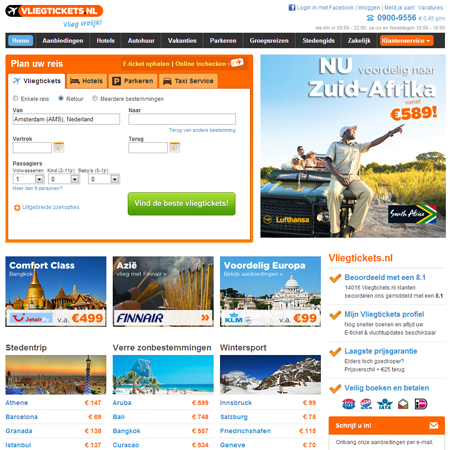 VLIEGTICKETS.NL
Vlieg vrolijk!
Login in met Facebook | Inloggen | Meld je aan! Vacatures
0900-9556 € 0,45 p/m
ma t/m vr 09:00 - 22:00, za-zo en feestdagen 10:00 - 16:00
Home Aanbiedingen Hotels Autohuur Vakanties Parkeren Groepsreizen Stedengids Zakelijk Klantenservice
Plan uw reis
E-ticket ophalen | Online inchecken
Vliegtickets Hotels Parkeren Taxi Service
Enkele reis Retour Meerdere bestemmingen
Van Naar
Amsterdam (AMS), Nederland
Terug van andere bestemming
Vertrek Terug
Passagiers
Volwassenen Kind (2-11jr) Baby's (0-1jr)
1 0 0
Meer dan 9 personen?
Uitgebreide zoekopties
Vind de beste vliegtickets!
NU voordelig naar
Zuid-Afrika
vanaf
€589!
Lufthansa
South Africa
Comfort Class
Bangkok
Jetairfly
v.a. €499
Azië
vlieg met Finnair
FINNAIR
Voordelig Europa
Bekijk aanbiedingen
KLM
v.a. €99
Vliegtickets.nl
Beoordeeld met een 8.1
14016 Vliegtickets.nl klanten
beoordelen ons gemiddeld met een 8.1
Mijn Vliegtickets profiel
Nog sneller boeken en altijd uw
E-ticket & vluchtupdates beschikbaar
Laagste prijsgarantie
Elders toch goedkoper?
Prijsverschil + €25 terug
Veilig boeken en betalen
IATA
Stedentrip
Athene € 147
Barcelona € 69
Granada € 138
Istanbul € 137
Verre zonbestemmingen
Aruba € 599
Bali € 748
Bangkok € 557
Curacao € 534
Wintersport
Innsbruck € 99
Salzburg € 75
Friedrichshafen € 115
Geneve € 70
Schrijf u in!
Ontvang onze aanbiedingen per e-mail.